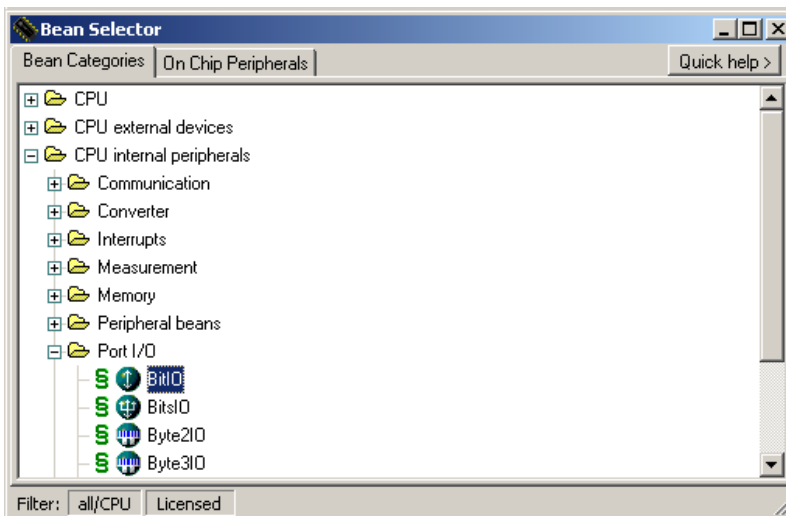 Bean Selector
Bean Categories On Chip Peripherals Quick help >
CPU
CPU external devices
CPU internal peripherals
Communication
Converter
Interrupts
Measurement
Memory
Peripheral beans
Port I/O
BitIO
BitsIO
Byte2IO
Byte3IO
Filter: all/CPU Licensed